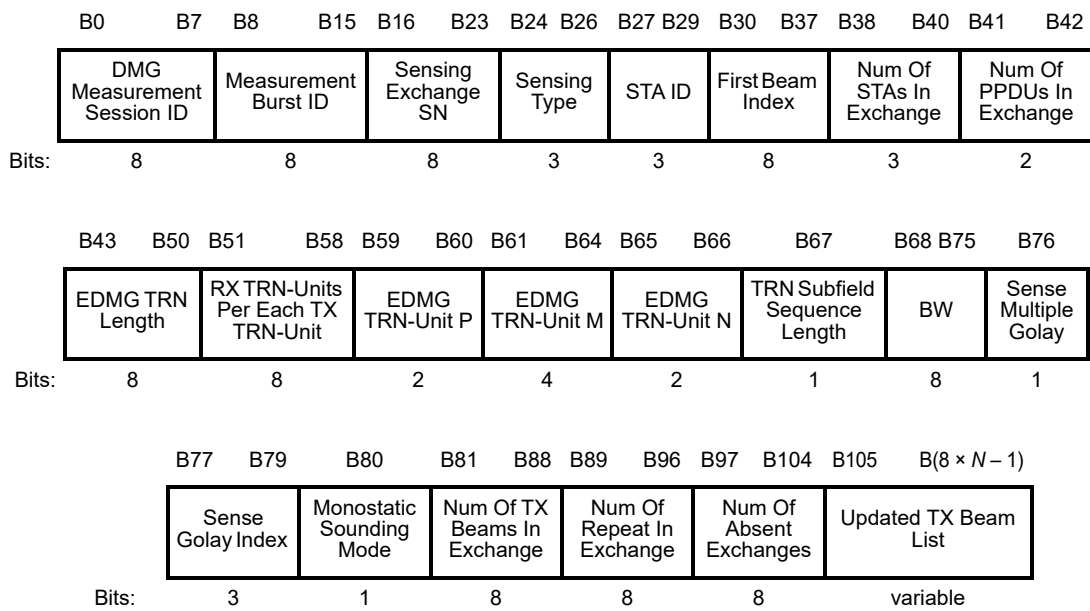 B0 B7 B8 B15 B16 B23 B24 B26 B27 B29 B30 B37 B38 B40 B41 B42
DMG Measurement Session ID
Measurement Burst ID
Sensing Exchange SN
Sensing Type
STA ID
First Beam Index
Num Of STAs In Exchange
Num Of PPDUs In Exchange
Bits: 8 8 8 3 3 8 3 2
B43 B50 B51 B58 B59 B60 B61 B64 B65 B66 B67 B68 B75 B76
EDMG TRN Length
RX TRN-Units Per Each TX TRN-Unit
EDMG TRN-Unit P
EDMG TRN-Unit M
EDMG TRN-Unit N
TRN Subfield Sequence Length
BW
Sense Multiple Golay
Bits: 8 8 2 4 2 1 8 1
B77 B79 B80 B81 B88 B89 B96 B97 B104 B105 B(8 × N – 1)
Sense Golay Index
Monostatic Sounding Mode
Num Of TX Beams In Exchange
Num Of Repeat In Exchange
Num Of Absent Exchanges
Updated TX Beam List
Bits: 3 1 8 8 8 variable